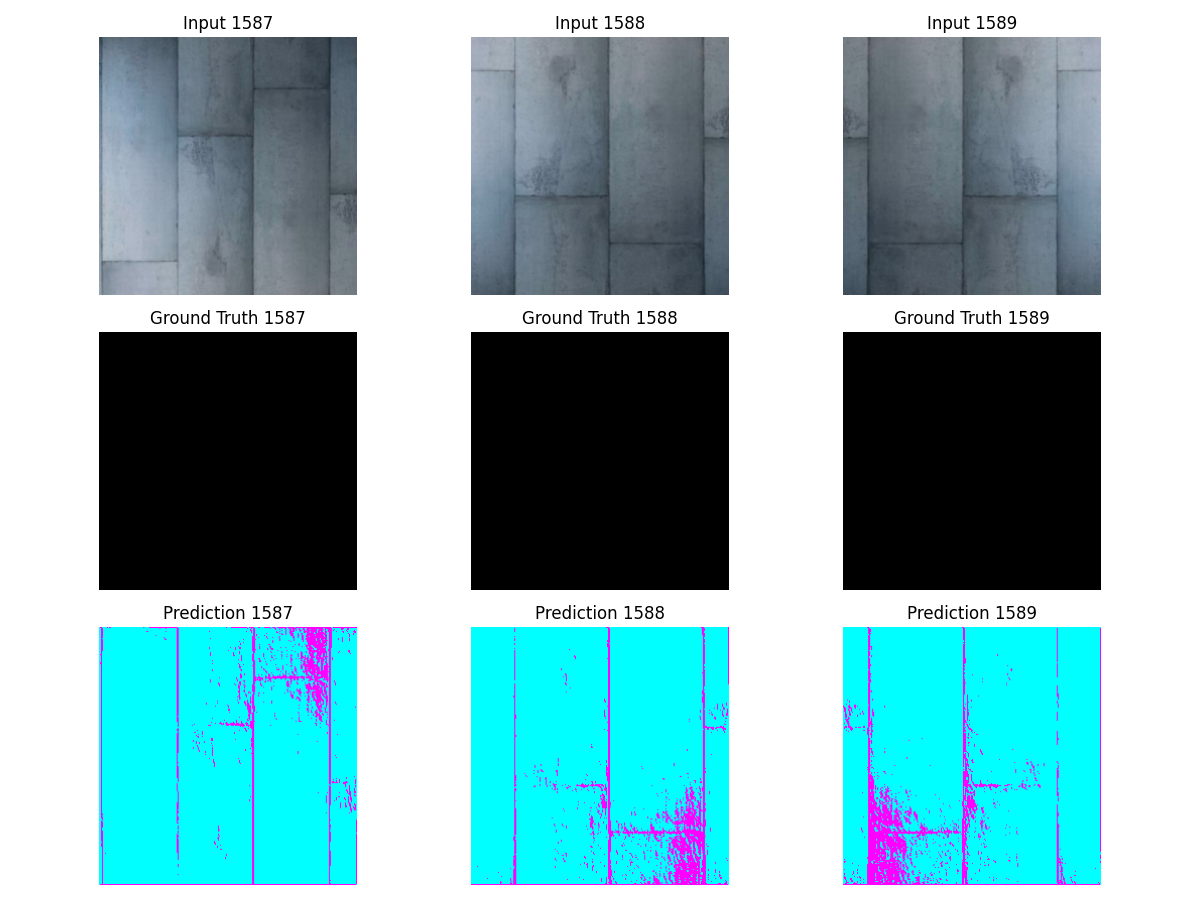 Input 1587
Input 1588
Input 1589
Ground Truth 1587
Ground Truth 1588
Ground Truth 1589
Prediction 1587
Prediction 1588
Prediction 1589